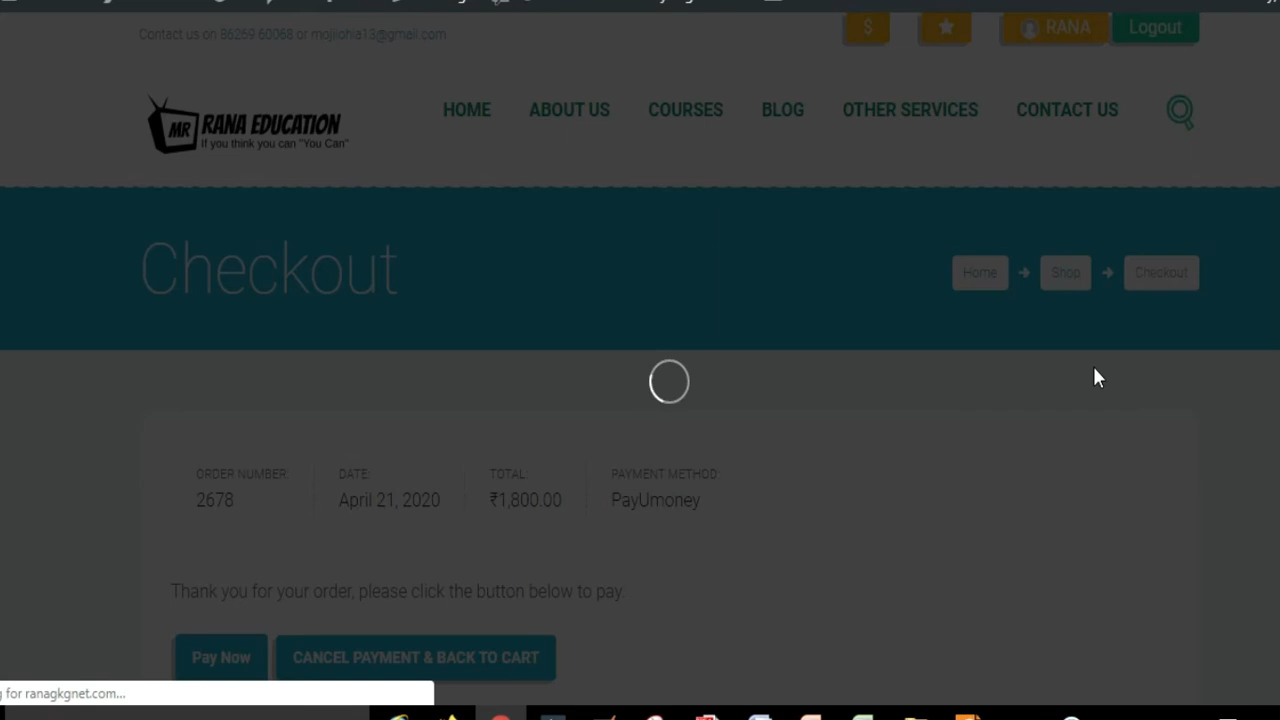 Contact us on 86259 60068 or mojilohia13@gmail.com
$
RANA
Logout
MR RANA EDUCATION
If you think you can "You Can"
HOME
ABOUT US
COURSES
BLOG
OTHER SERVICES
CONTACT US
Checkout
Home
Shop
Checkout
ORDER NUMBER:
DATE:
TOTAL:
PAYMENT METHOD:
2678
April 21, 2020
₹1,800.00
PayUmoney
Thank you for your order, please click the button below to pay.
Pay Now
CANCEL PAYMENT & BACK TO CART
for ranagkgnet.com...